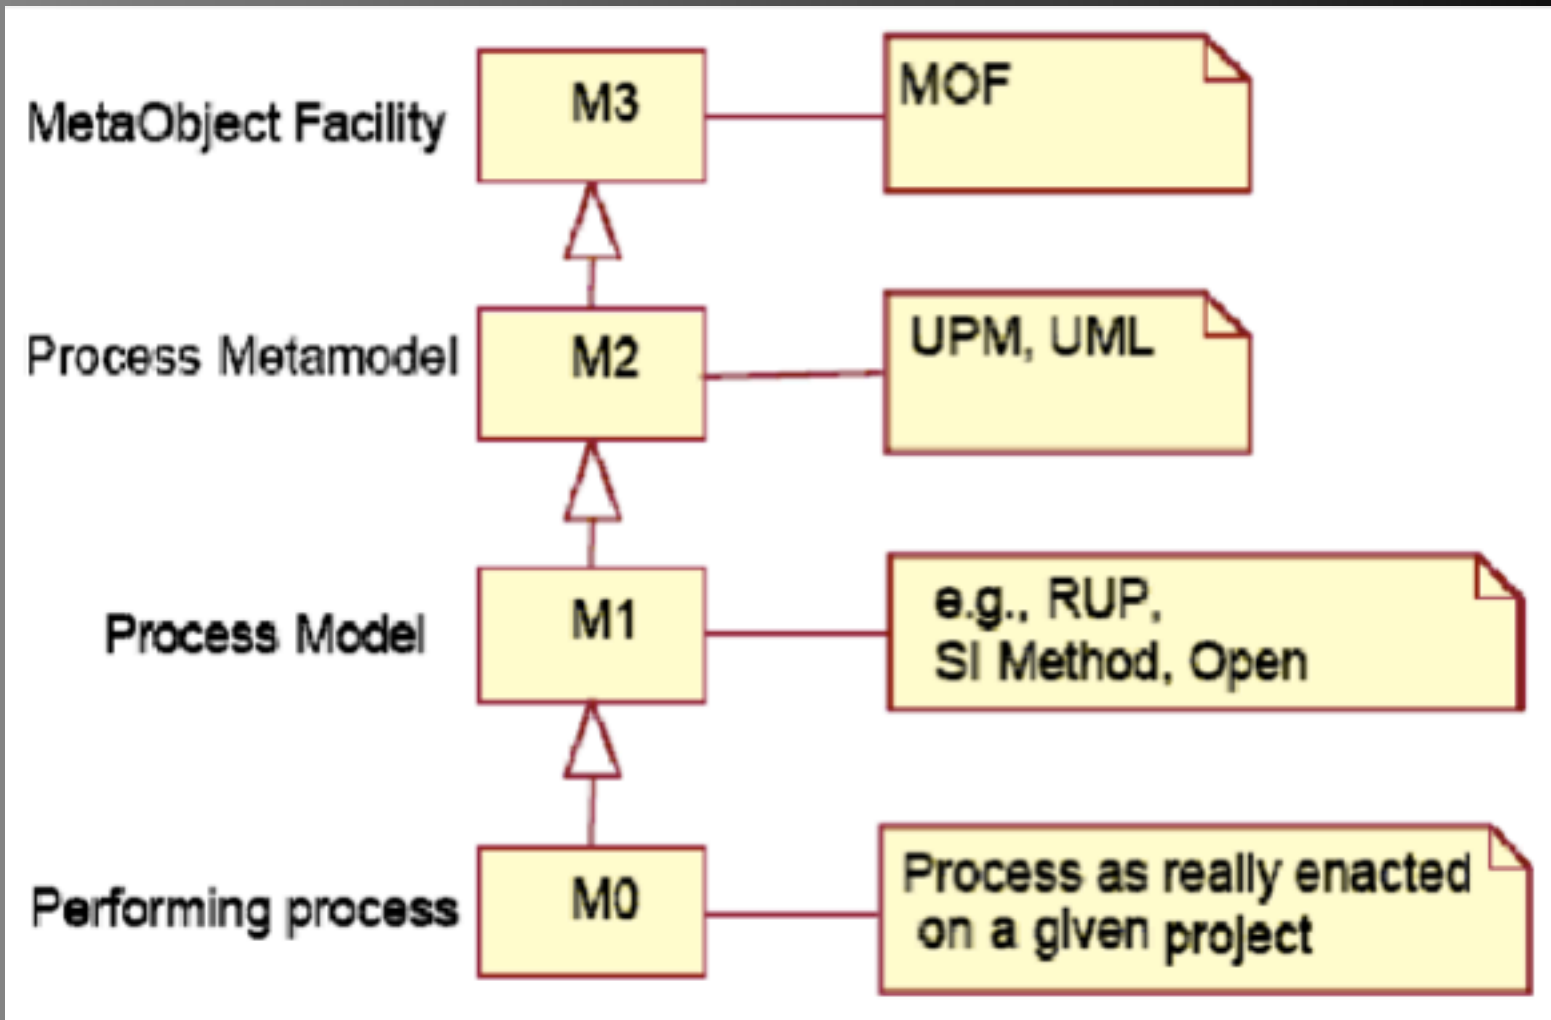 MetaObject Facility
M3
MOF
Process Metamodel
M2
UPM, UML
Process Model
M1
e.g., RUP,
SI Method, Open
Performing process
M0
Process as really enacted
on a given project